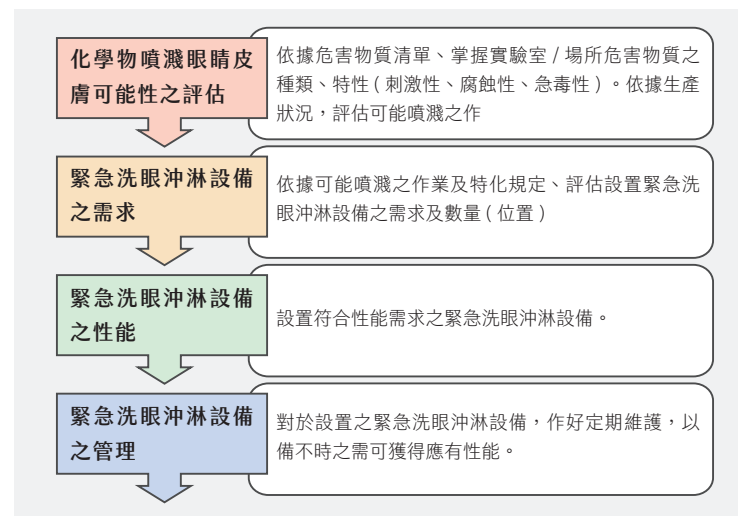 化學物噴濺眼睛皮
膚可能性之評估
依據危害物質清單、掌握實驗室 / 場所危害物質之
種類、特性 ( 刺激性、腐蝕性、急毒性 ) 。依據生產
狀況，評估可能噴濺之作
緊急洗眼沖淋設備
之需求
依據可能噴濺之作業及特化規定、評估設置緊急洗
眼沖淋設備之需求及數量 ( 位置 )
緊急洗眼沖淋設備
之性能
設置符合性能需求之緊急洗眼沖淋設備。
緊急洗眼沖淋設備
之管理
對於設置之緊急洗眼沖淋設備，作好定期維護，以
備不時之需可獲得應有性能。